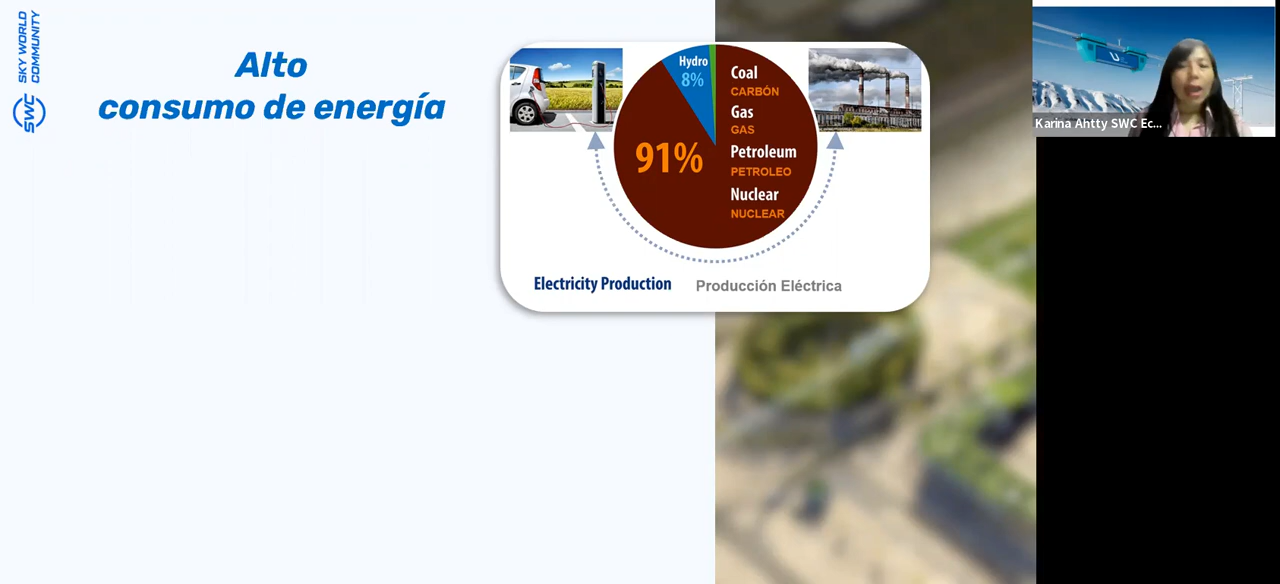 SKY WORLD
COMMUNITY
SWC
Alto
consumo de energía
Hydro
8%
91%
Coal
CARBÓN
Gas
GAS
Petroleum
PETROLEO
Nuclear
NUCLEAR
Electricity Production
Producción Eléctrica
Karina Ahtty SWC Ec...